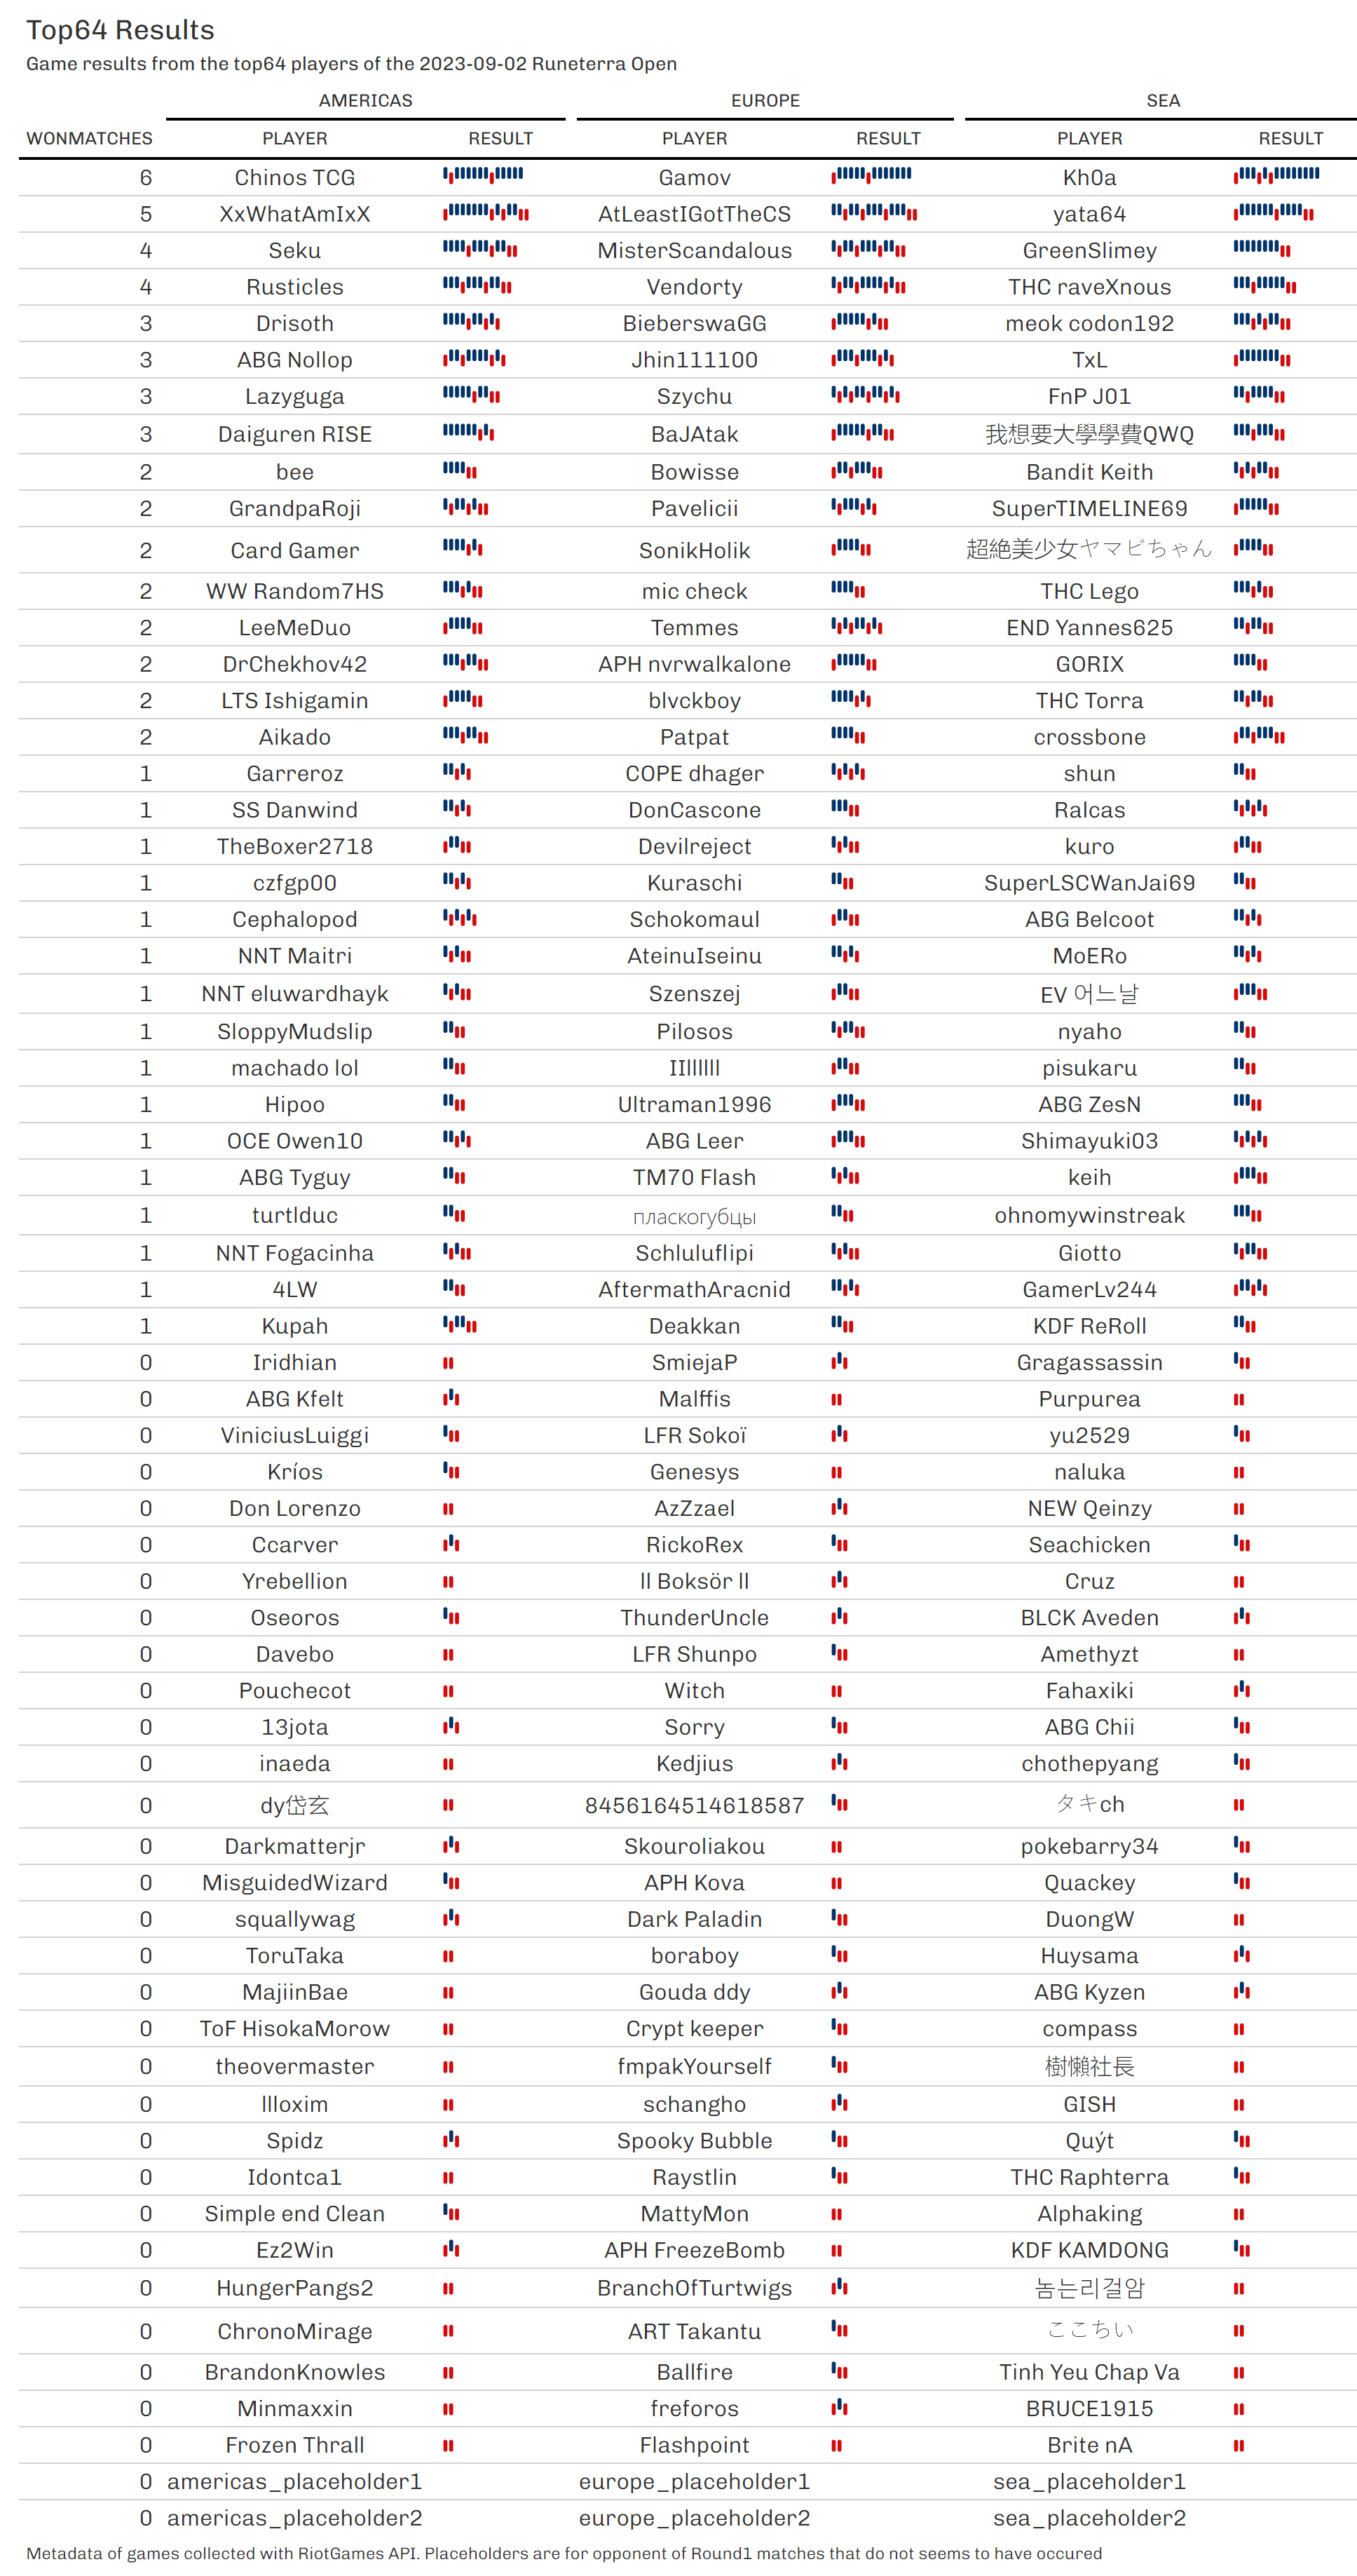 Top64 Results
Game results from the top64 players of the 2023-09-02 Runeterra Open
AMERICAS EUROPE SEA
WONMATCHES PLAYER RESULT PLAYER RESULT PLAYER RESULT
6 Chinos TCG Gamov Kh0a
5 XxWhatAmIxX AtLeastIGotTheCS yata64
4 Seku MisterScandalous GreenSlimey
4 Rusticles Vendorty THC raveXnous
3 Drisoth BieberswaGG meok codon192
3 ABG Nollop Jhin111100 TxL
3 Lazyguga Szychu FnP J01
3 Daiguren RISE BaJAtak 我想要大學學費QWQ
2 bee Bowisse Bandit Keith
2 GrandpaRoji Pavelicii SuperTIMELINE69
2 Card Gamer SonikHolik 超絶美少女ヤマビちゃん
2 WW Random7HS mic check THC Lego
2 LeeMeDuo Temmes END Yannes625
2 DrChekhov42 APH nvrwalkalone GORIX
2 LTS Ishigamin blvckboy THC Torra
2 Aikado Patpat crossbone
1 Garreroz COPE dhager shun
1 SS Danwind DonCascone Ralcas
1 TheBoxer2718 Devilreject kuro
1 czfgp00 Kuraschi SuperLSCWanJai69
1 Cephalopod Schokomaul ABG Belcoot
1 NNT Maitri AteinuIseinu MoERo
1 NNT eluwardhayk Szenszej EV 어느날
1 SloppyMudslip Pilosos nyaho
1 machado lol IIllllll pisukaru
1 Hipoo Ultraman1996 ABG ZesN
1 OCE Owen10 ABG Leer Shimayuki03
1 ABG Tyguy TM70 Flash keih
1 turtlduc пласкогубцы ohnomywinstreak
1 NNT Fogacinha Schluluflipi Giotto
1 4LW AftermathAracnid GamerLv244
1 Kupah Deakkan KDF ReRoll
0 Iridhian SmiejaP Gragassassin
0 ABG Kfelt Malffis Purpurea
0 ViniciusLuiggi LFR Sokoï yu2529
0 Kríos Genesys naluka
0 Don Lorenzo AzZzael NEW Qeinzy
0 Ccarver RickoRex Seachicken
0 Yrebellion ll Boksör ll Cruz
0 Oseoros ThunderUncle BLCK Aveden
0 Davebo LFR Shunpo Amethyzt
0 Pouchecot Witch Fahaxiki
0 13jota Sorry ABG Chii
0 inaeda Kedjius chothepyang
0 dy岱玄 8456164514618587 タキch
0 Darkmatterjr Skouroliakou pokebarry34
0 MisguidedWizard APH Kova Quackey
0 squallywag Dark Paladin DuongW
0 ToruTaka boraboy Huysama
0 MajiinBae Gouda ddy ABG Kyzen
0 ToF HisokaMorow Crypt keeper compass
0 theovermaster fmpakYourself 樹懶社長
0 llloxim schangho GISH
0 Spidz Spooky Bubble Quýt
0 Idontca1 Raystlin THC Raphterra
0 Simple end Clean MattyMon Alphaking
0 Ez2Win APH FreezeBomb KDF KAMDONG
0 HungerPangs2 BranchOfTurtwigs 놈는리걸암
0 ChronoMirage ART Takantu ここちい
0 BrandonKnowles Ballfire Tinh Yeu Chap Va
0 Minmaxxin freforos BRUCE1915
0 Frozen Thrall Flashpoint Brite nA
0 americas_placeholder1 europe_placeholder1 sea_placeholder1
0 americas_placeholder2 europe_placeholder2 sea_placeholder2
Metadata of games collected with RiotGames API. Placeholders are for opponent of Round1 matches that do not seems to have occured